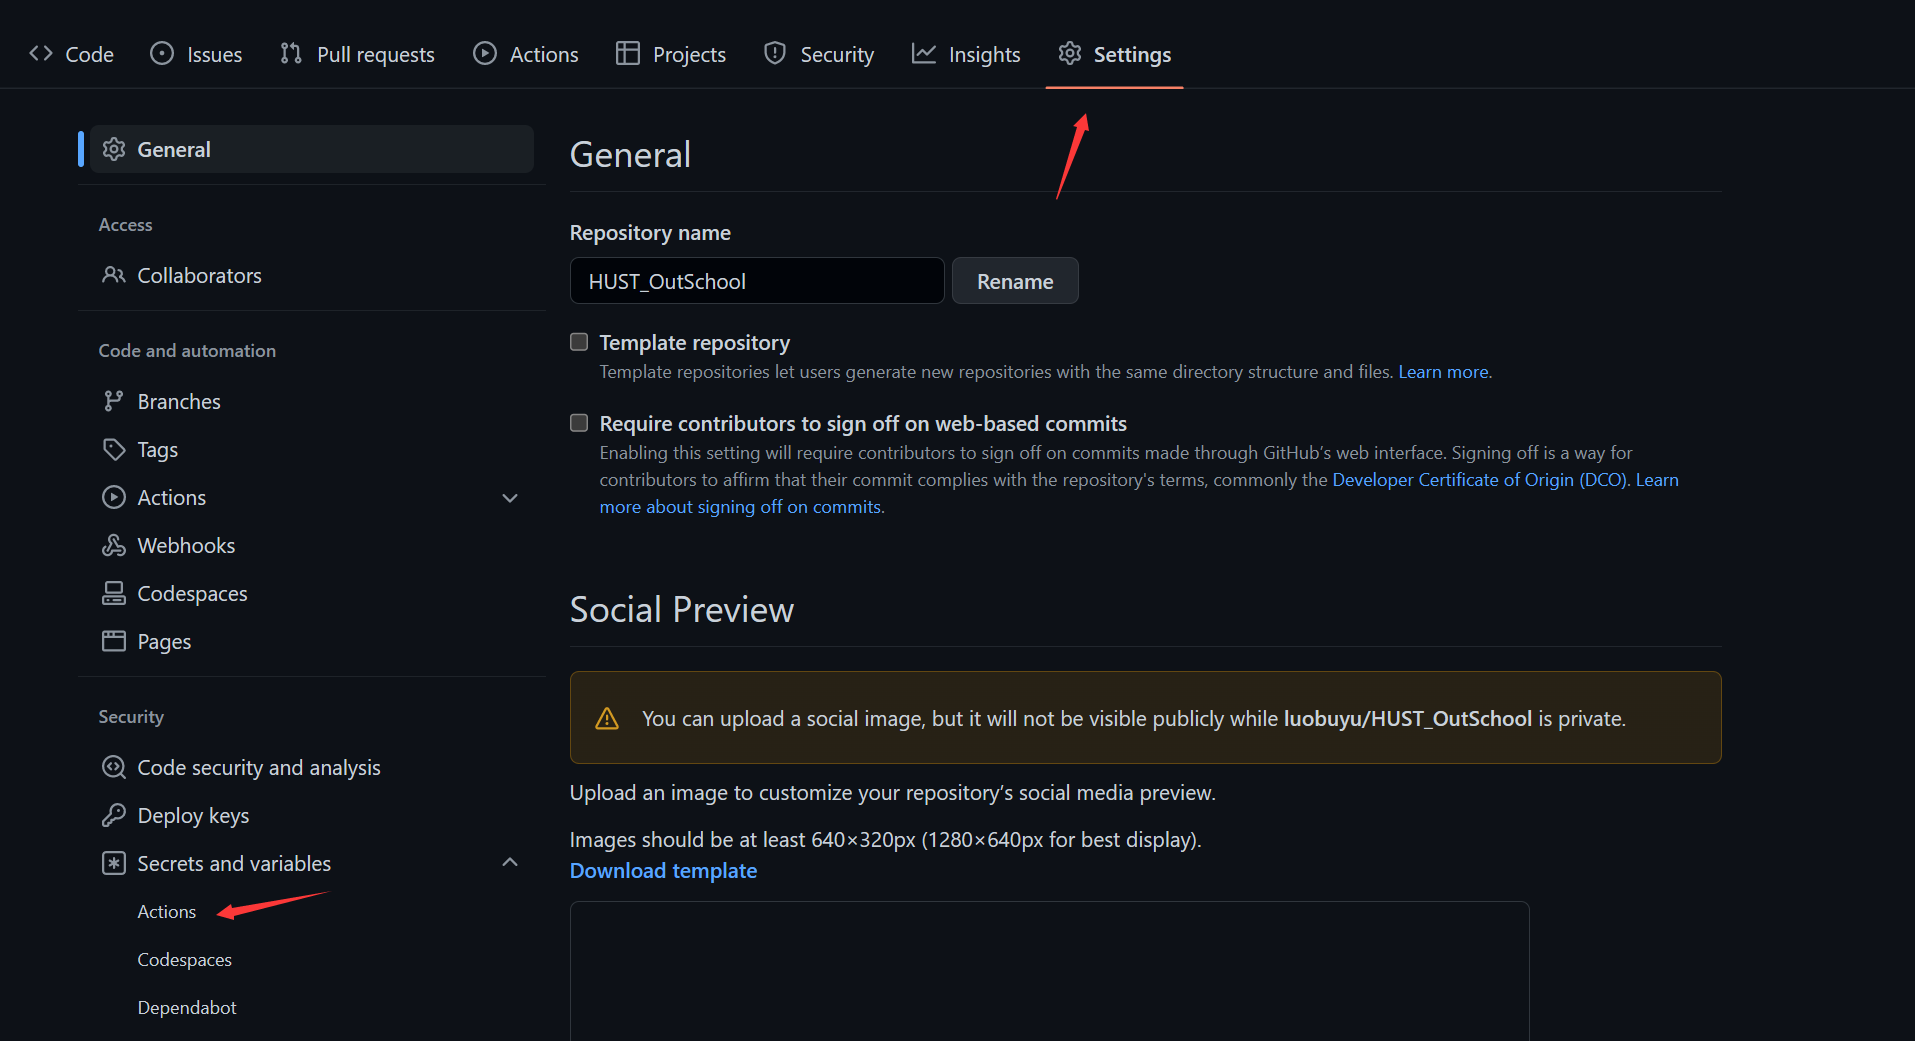 Code Issues Pull requests Actions Projects Security Insights Settings
General
Access
Collaborators
Code and automation
Branches
Tags
Actions
Webhooks
Codespaces
Pages
Security
Code security and analysis
Deploy keys
Secrets and variables
Actions
Codespaces
Dependabot
General
Repository name
HUST_OutSchool Rename
Template repository
Template repositories let users generate new repositories with the same directory structure and files. Learn more.
Require contributors to sign off on web-based commits
Enabling this setting will require contributors to sign off on commits made through GitHub’s web interface. Signing off is a way for
contributors to affirm that their commit complies with the repository's terms, commonly the Developer Certificate of Origin (DCO). Learn
more about signing off on commits.
Social Preview
You can upload a social image, but it will not be visible publicly while luobuyu/HUST_OutSchool is private.
Upload an image to customize your repository’s social media preview.
Images should be at least 640×320px (1280×640px for best display).
Download template